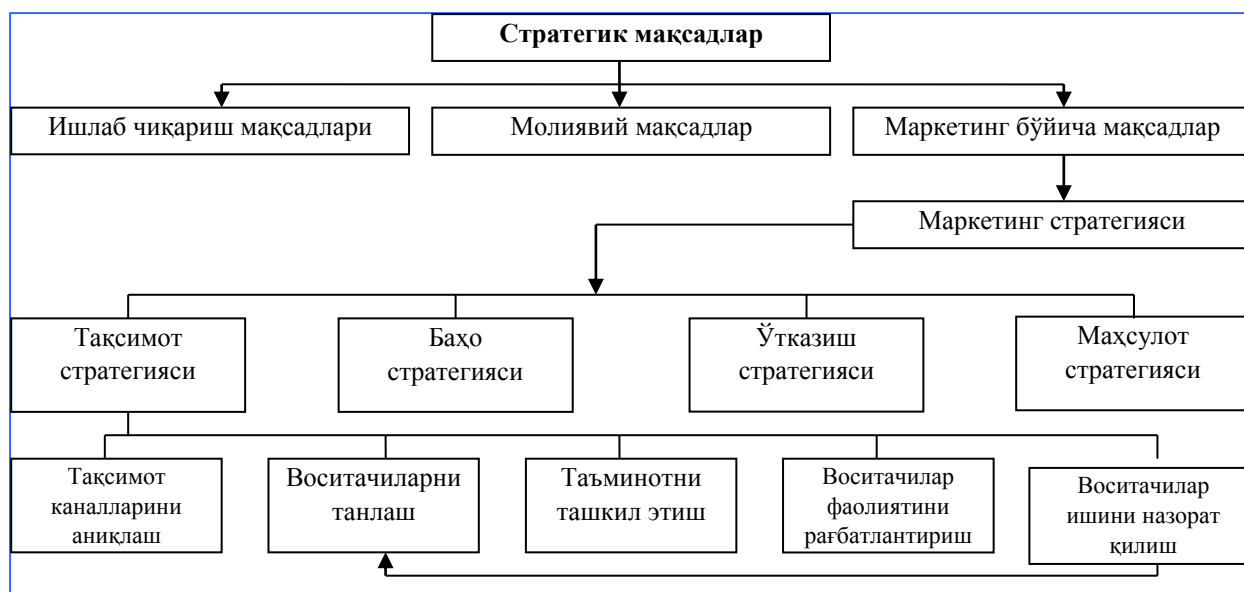 Стратегик мақсадлар
Ишлаб чиқариш мақсадлари
Молиявий мақсадлар
Маркетинг бўйича мақсадлар
Маркетинг стратегияси
Тақсимот
стратегияси
Баҳо
стратегияси
Ўтказиш
стратегияси
Маҳсулот
стратегияси
Тақсимот
каналларини
аниқлаш
Воситачиларни
танлаш
Таъминотни
ташкил этиш
Воситачилар
фаолиятини
рағбатлантириш
Воситачилар
ишини назорат
қилиш